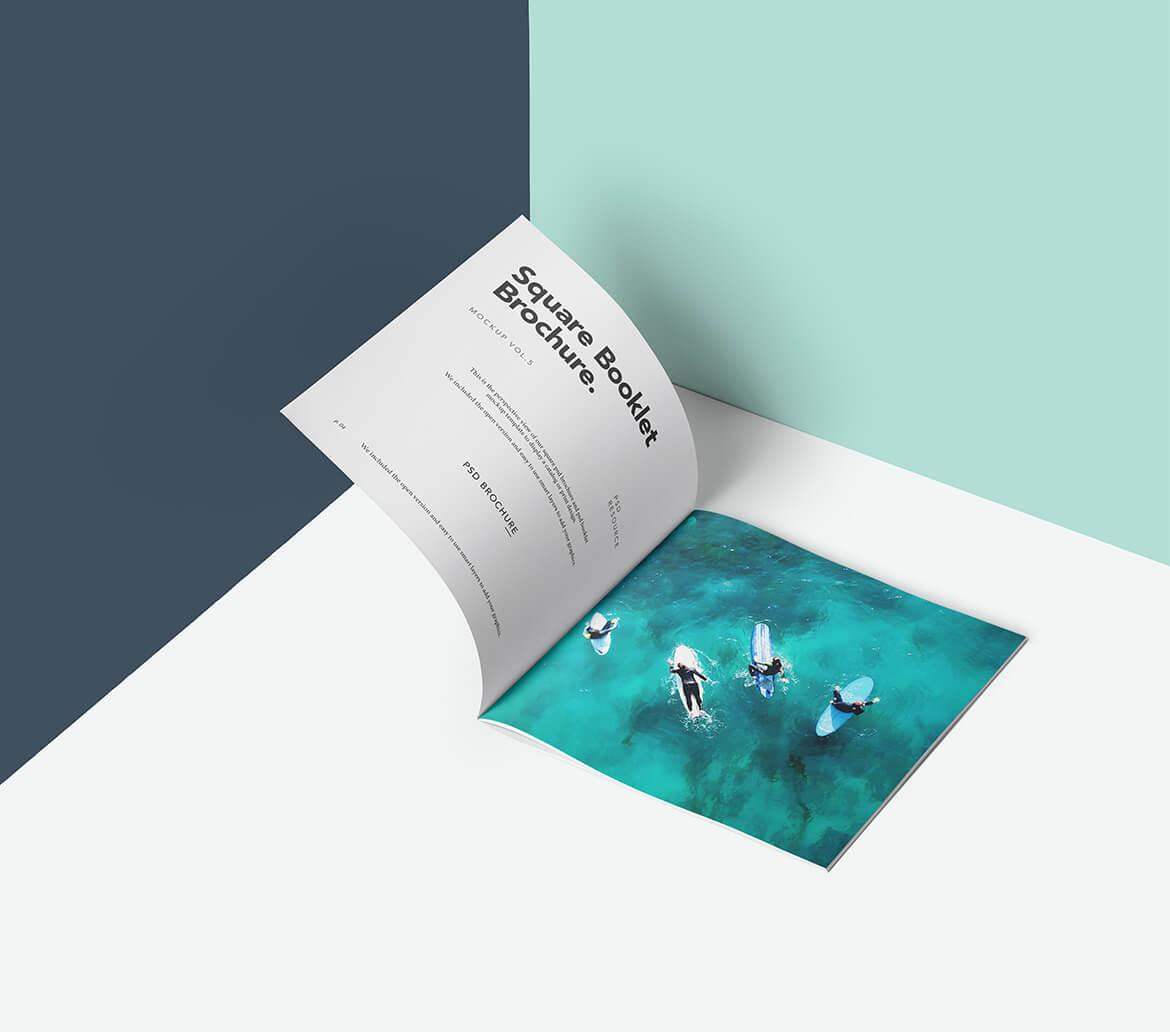 Square Booklet
Brochure.
MOCKUP VOL.5
This is the perspective view of our square psd brochure and psd booklet
mockup template to display a catalog or print design.
We included the open version and easy to use smart layers to add your graphics.
PSD
RESOURCE
PSD BROCHURE
p. 04
We included the open version and easy to use smart layers to add your graphics.